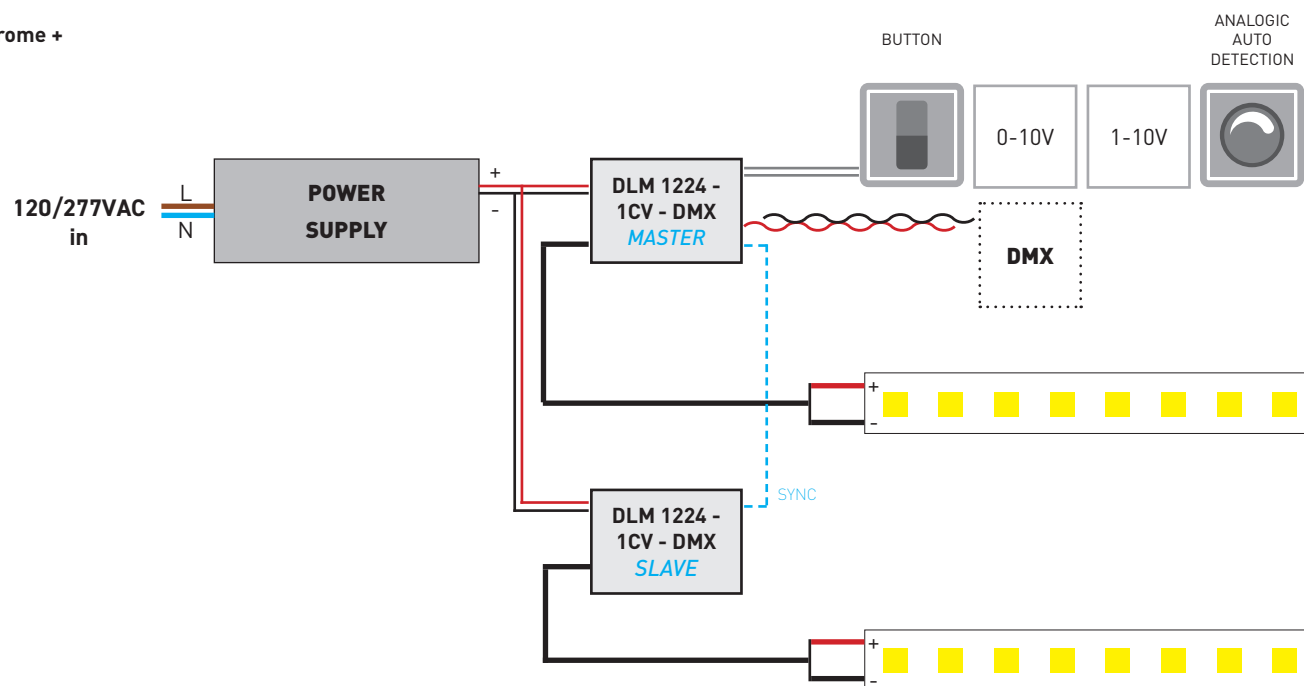 rome +
BUTTON
ANALOGIC
AUTO
DETECTION
0-10V
1-10V
120/277VAC
in
L
N
POWER
SUPPLY
+
-
DLM 1224 -
1CV - DMX
MASTER
DMX
+
-
SYNC
DLM 1224 -
1CV - DMX
SLAVE
+
-